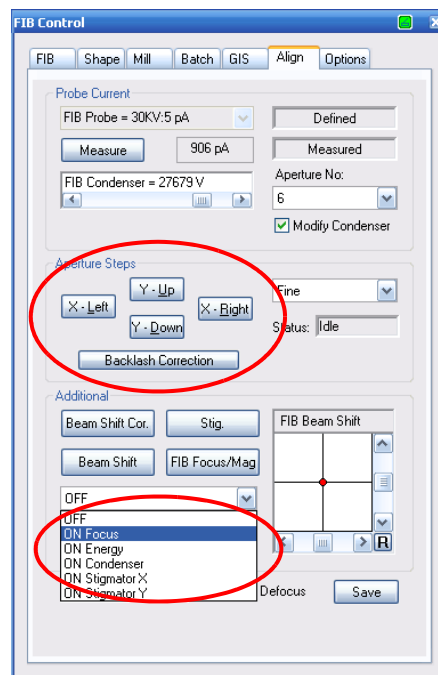 FIB Control
FIB Shape Mill Batch GIS Align Options
Probe Current
FIB Probe = 30KV:5 pA
Defined
Measure
906 pA
Measured
FIB Condenser = 27679 V
Aperture No:
6
Modify Condenser
Aperture Steps
Y - Up
Fine
X - Left
X - Right
Y - Down
Status: Idle
Backlash Correction
Additional
Beam Shift Cor.
Stig.
FIB Beam Shift
Beam Shift
FIB Focus/Mag
OFF
OFF
ON Focus
ON Energy
R
ON Condenser
ON Stigmator X
ON Stigmator Y
Defocus
Save